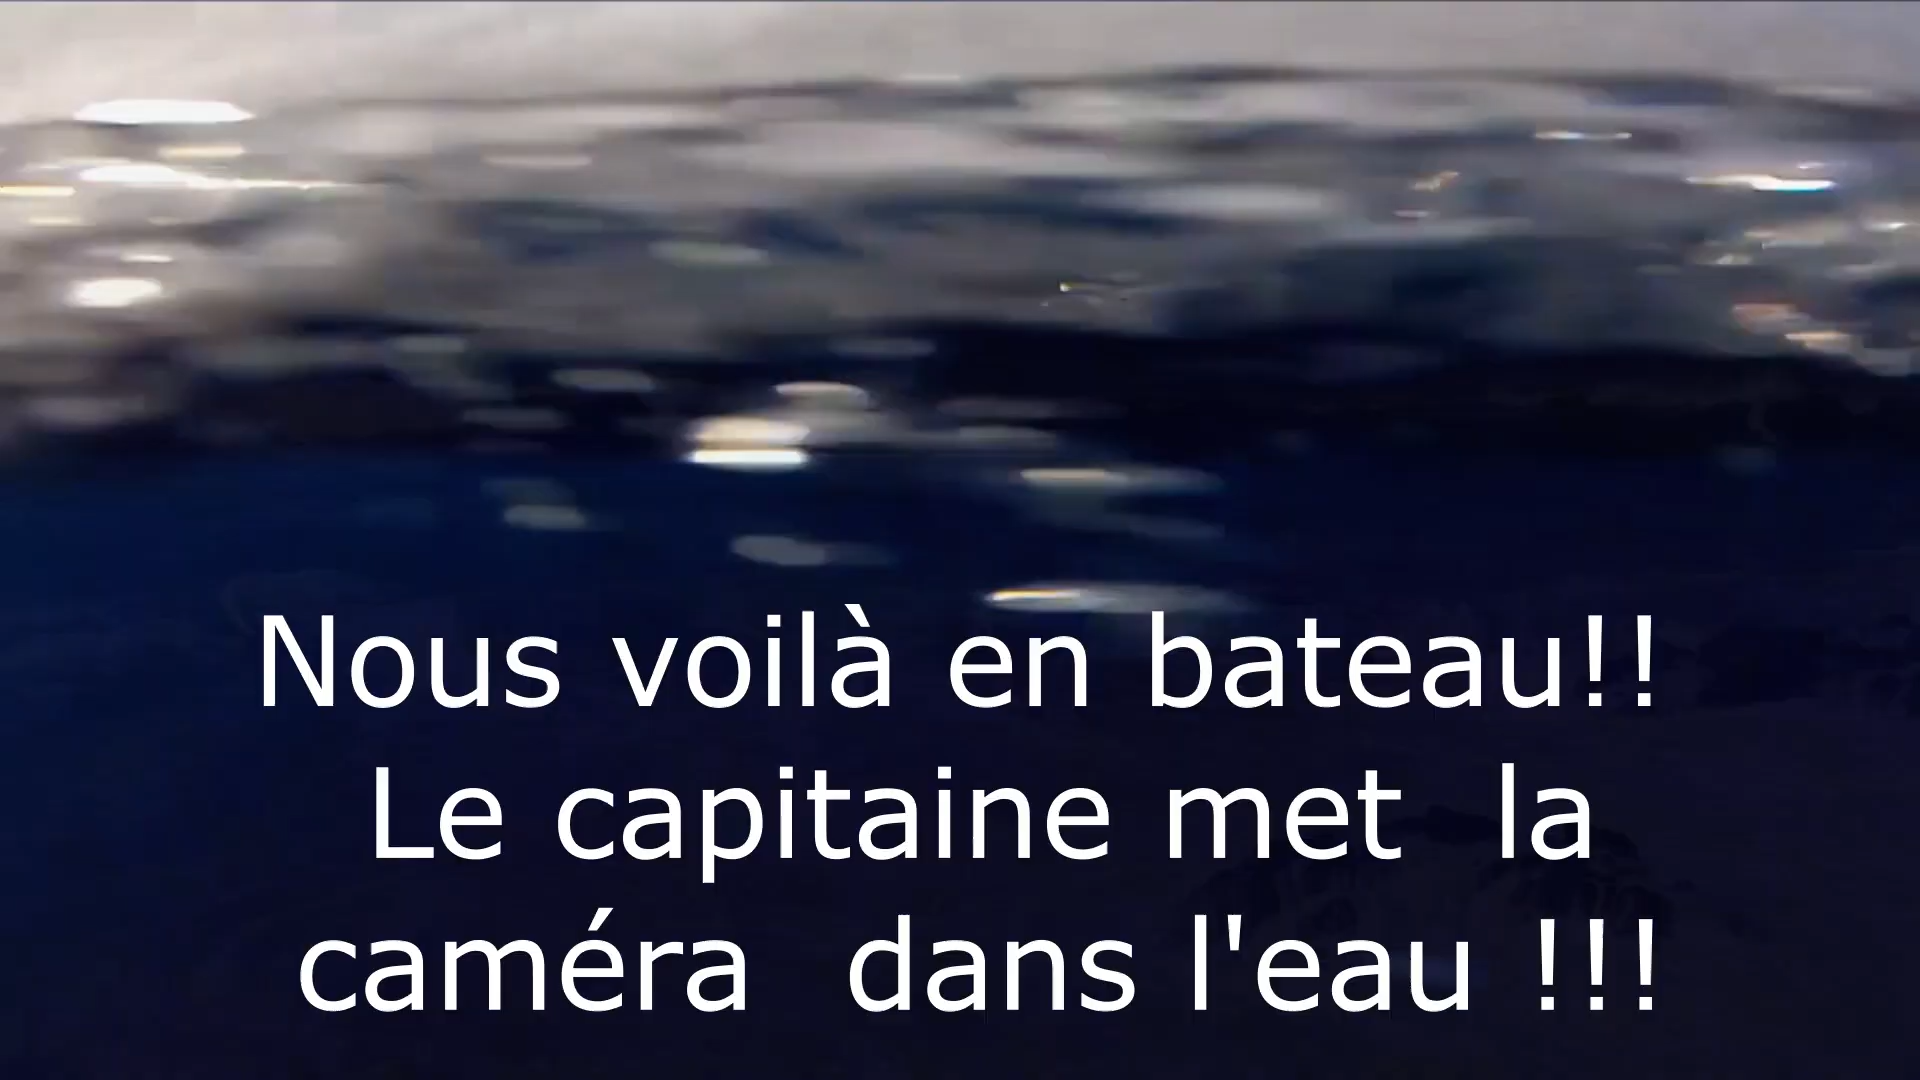 Nous voilà en bateau!!
Le capitaine met  la
caméra  dans l'eau !!!